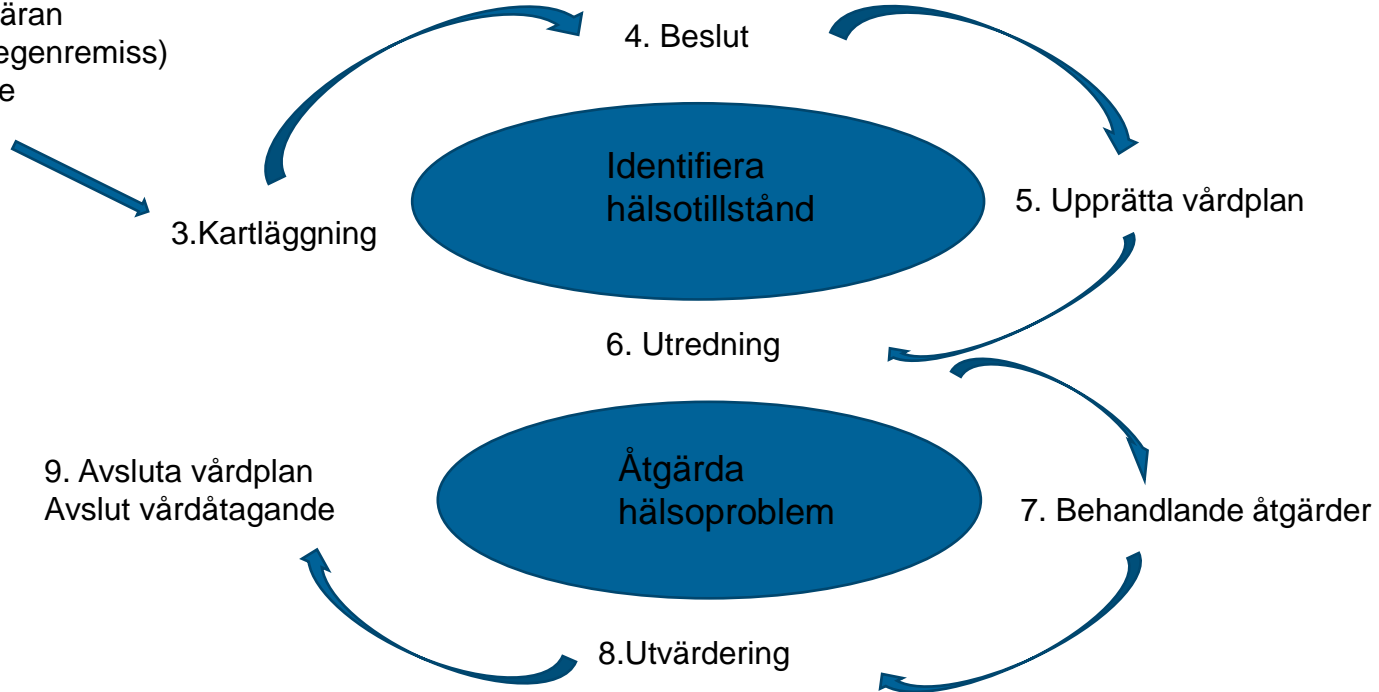 egenremiss)
3.Kartläggning
4. Beslut
Identifiera
hälsotillstånd
5. Upprätta vårdplan
6. Utredning
Åtgärda
hälsoproblem
7. Behandlande åtgärder
8.Utvärdering
9. Avsluta vårdplan
Avslut vårdåtagande